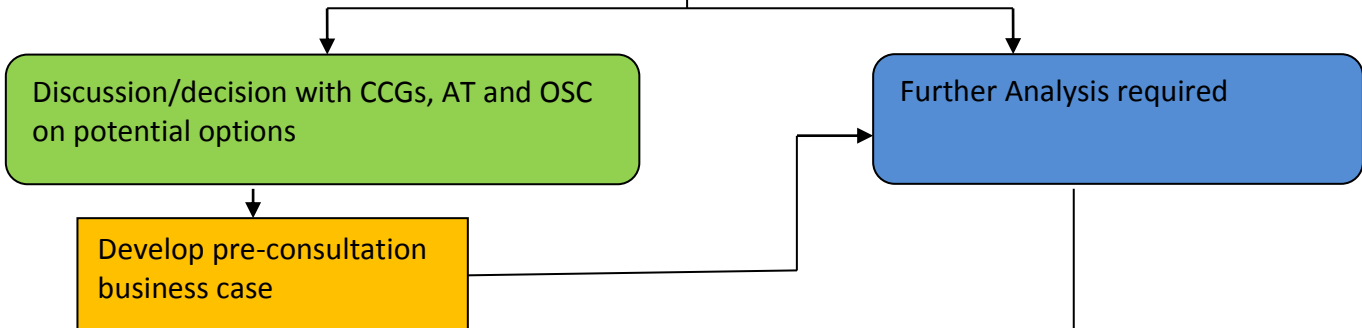 Discussion/decision with CCGs, AT and OSC
on potential options
Further Analysis required
Develop pre-consultation
business case